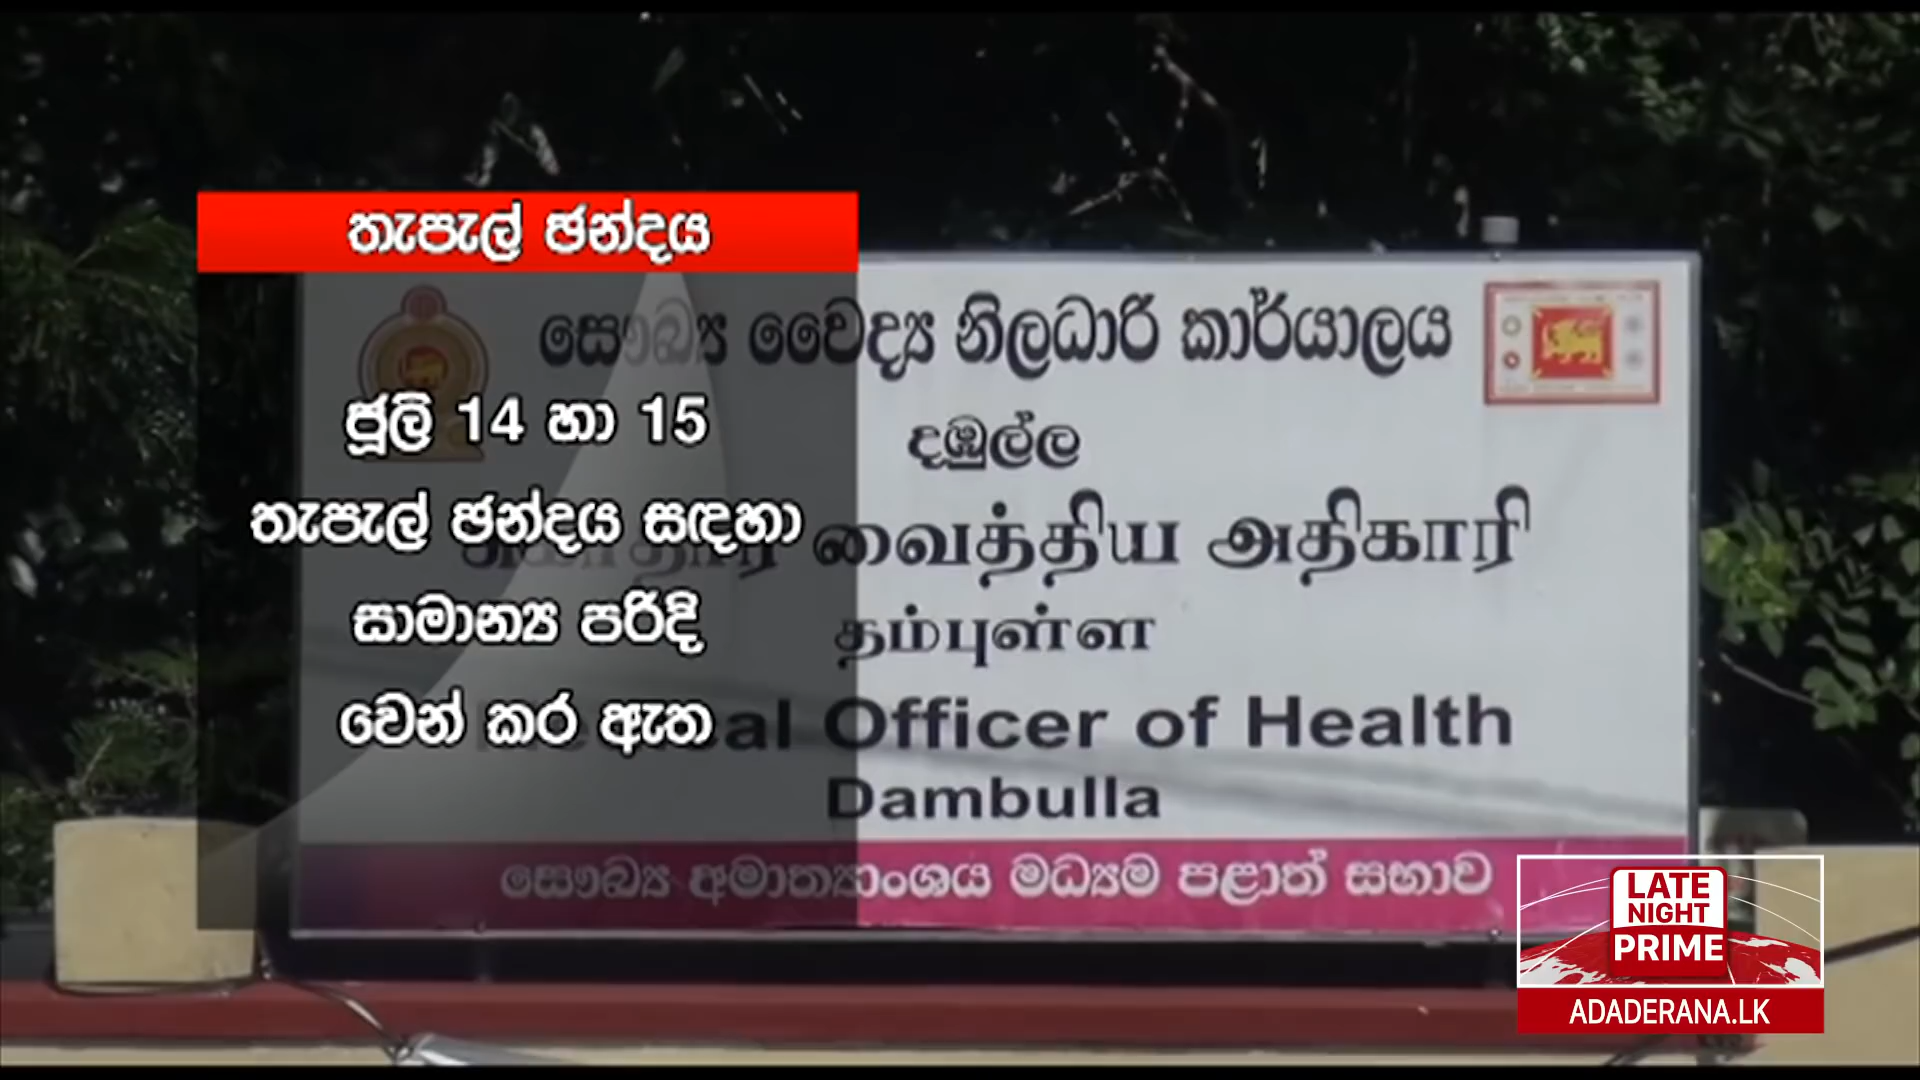 තැපැල් ඡන්දය
ජූලි 14 හා 15
තැපැල් ඡන්දය සඳහා
සාමාන්‍ය පරිදි
වෙන් කර ඇත
සෞඛ්‍ය වෛද්‍ය නිලධාරි කාර්යාලය
දඹුල්ල
வைத்திய அதிகாரி
தம்புள்ள
Officer of Health
Dambulla
සෞඛ්‍ය අමාත්‍යාංශය මධ්‍යම පළාත් සභාව
LATE
NIGHT
PRIME
ADADERANA.LK